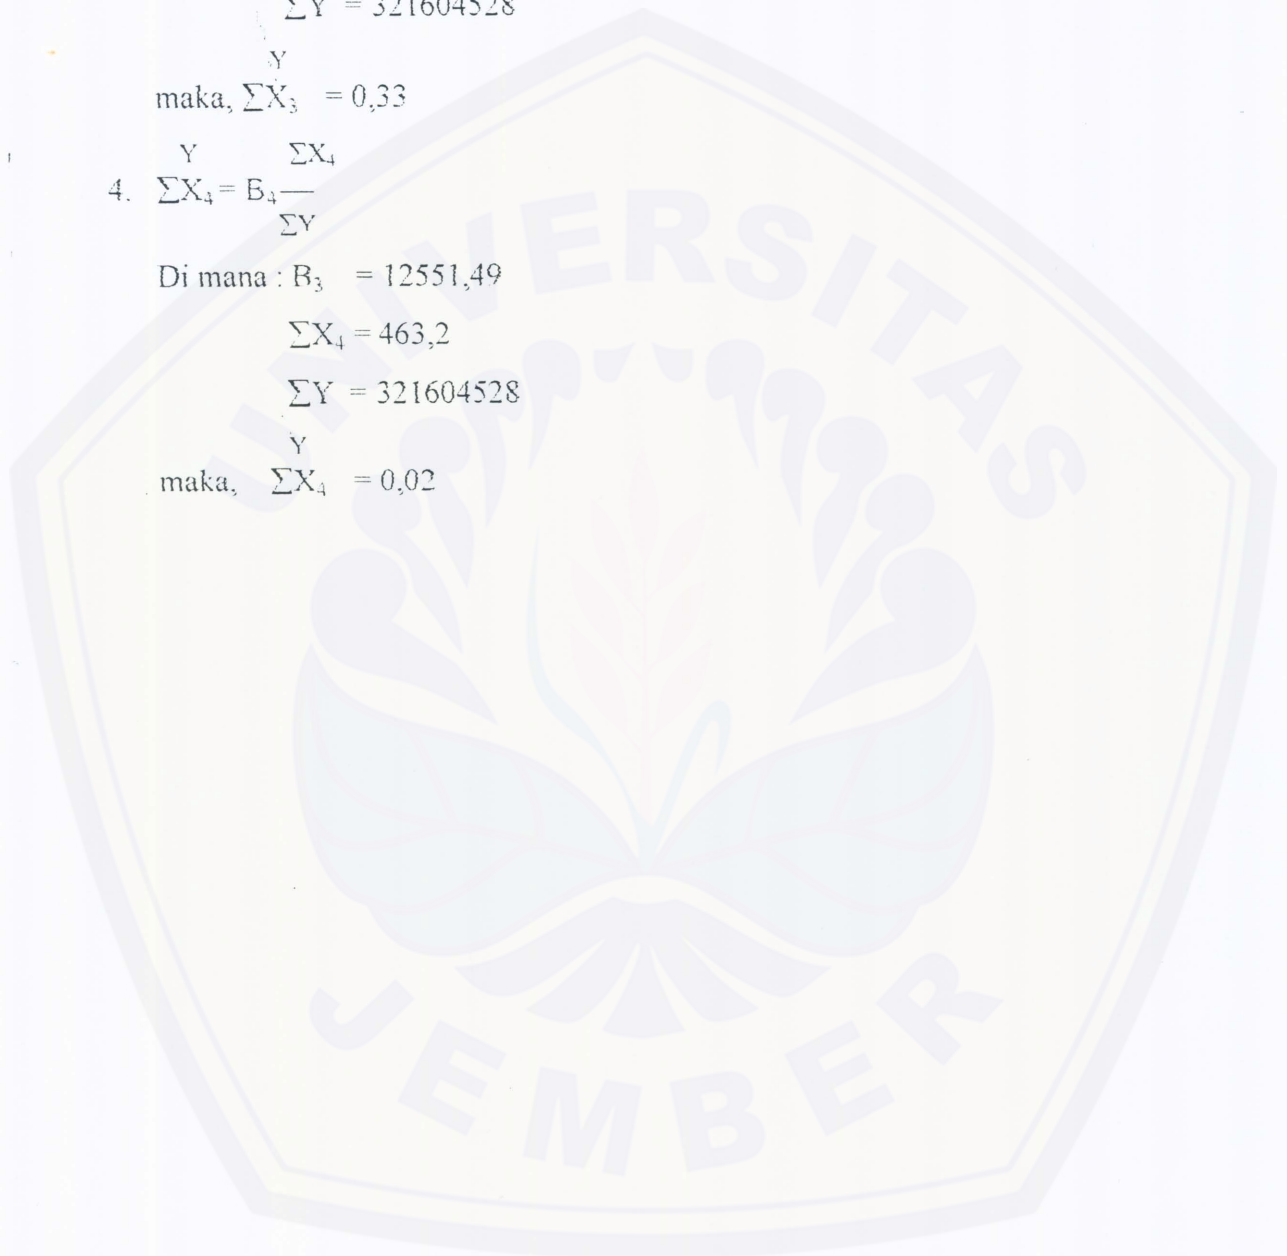 ΣY = 321604528
Y
maka, ΣX₃ = 0,33
Y ΣX₄
4. ΣX₄ = B₄ —
ΣY
Di mana : B₃ = 12551,49
ΣX₄ = 463,2
ΣY = 321604528
Y
maka, ΣX₄ = 0,02
UNIVERSITAS
JEMBER